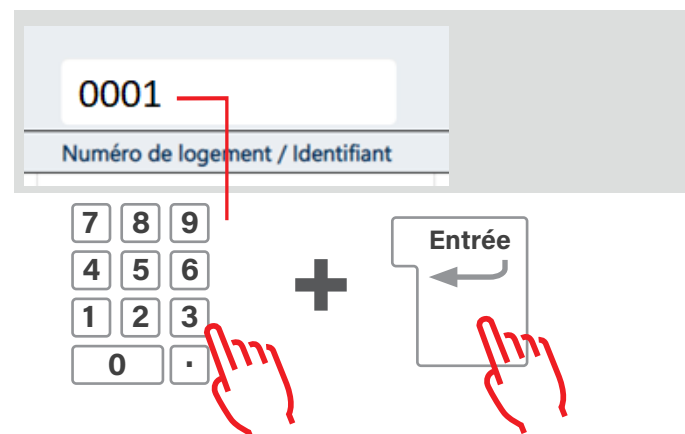 0001
Numéro de logement / Identifiant
7 8 9
4 5 6
1 2 3
0 .
+
Entrée